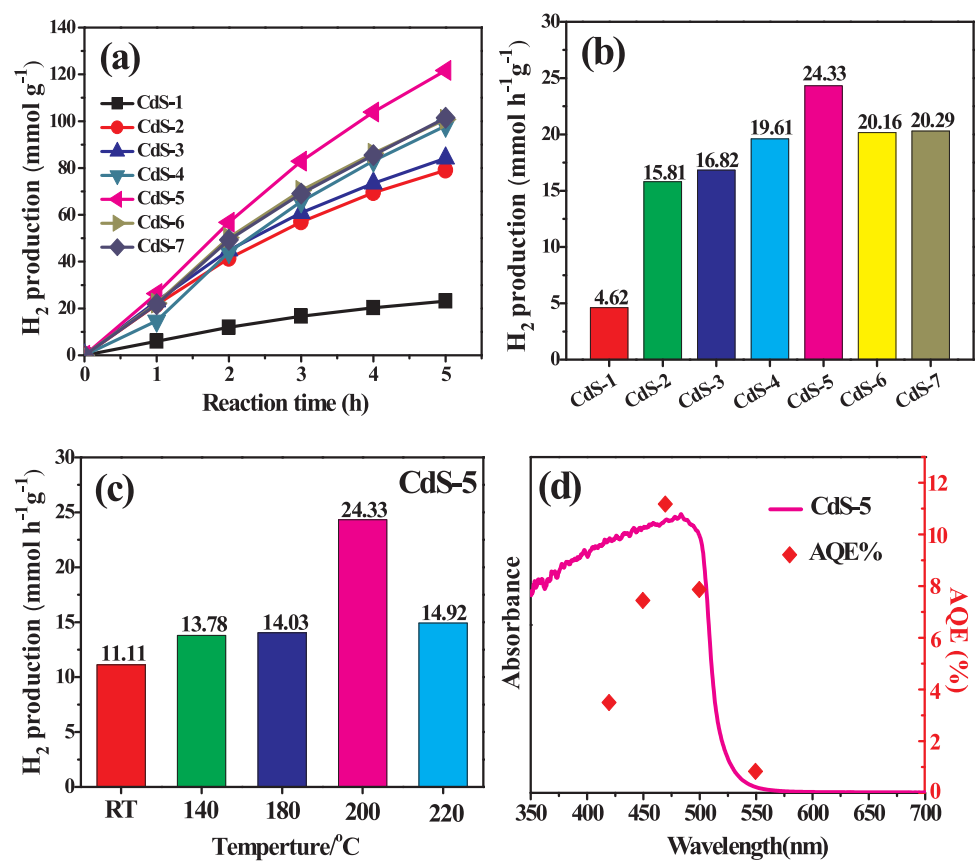 (a)
H2 production (mmol g-1)
140
120
100
80
60
40
20
0
CdS-1
CdS-2
CdS-3
CdS-4
CdS-5
CdS-6
CdS-7
0 1 2 3 4 5
Reaction time (h)
(b)
H2 production (mmol h-1g-1)
30
25
20
15
10
5
0
4.62
15.81
16.82
19.61
24.33
20.16
20.29
CdS-1 CdS-2 CdS-3 CdS-4 CdS-5 CdS-6 CdS-7
(c)
CdS-5
H2 production (mmol h-1g-1)
30
25
20
15
10
5
0
11.11
13.78
14.03
24.33
14.92
RT 140 180 200 220
Temperture/oC
(d)
Absorbance
CdS-5
AQE%
12
10
8
6
4
2
0
AQE (%)
350 400 450 500 550 600 650 700
Wavelength(nm)